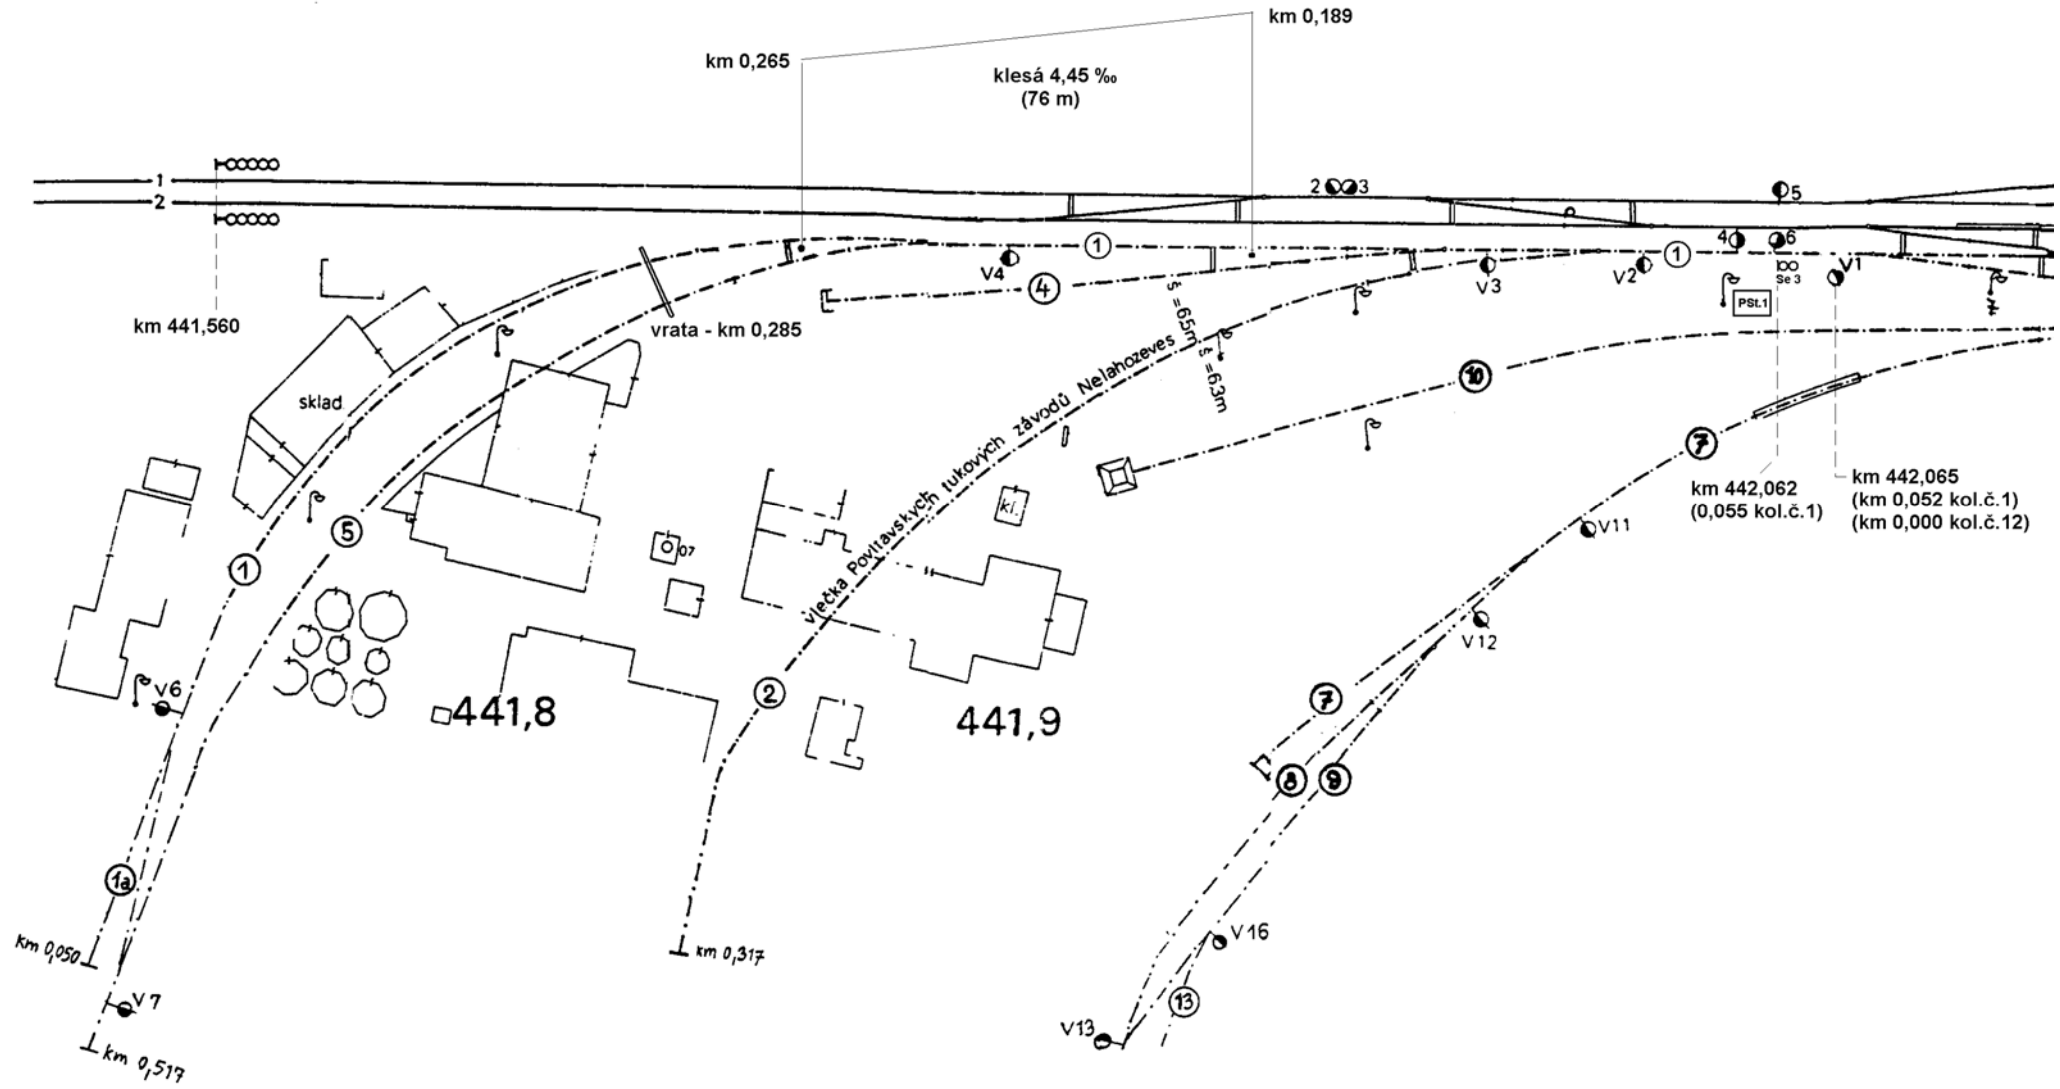 km 0,189
km 0,265
klesá 4,45 ‰
(76 m)
1
2
2
3
5
4
6
1
1
V4
4
V3
V2
Se 3
V1
PSt.1
km 441,560
vrata - km 0,285
š =65m
š =63m
sklad
10
7
vlečka Povltavských tukových závodů Nelahozeves
km 442,062
(0,055 kol.č.1)
km 442,065
(km 0,052 kol.č.1)
(km 0,000 kol.č.12)
kl.
5
07
1
V11
V12
V6
2
7
441,8
441,9
8
9
1a
km 0,050
km 0,317
V16
V7
13
V13
km 0,517